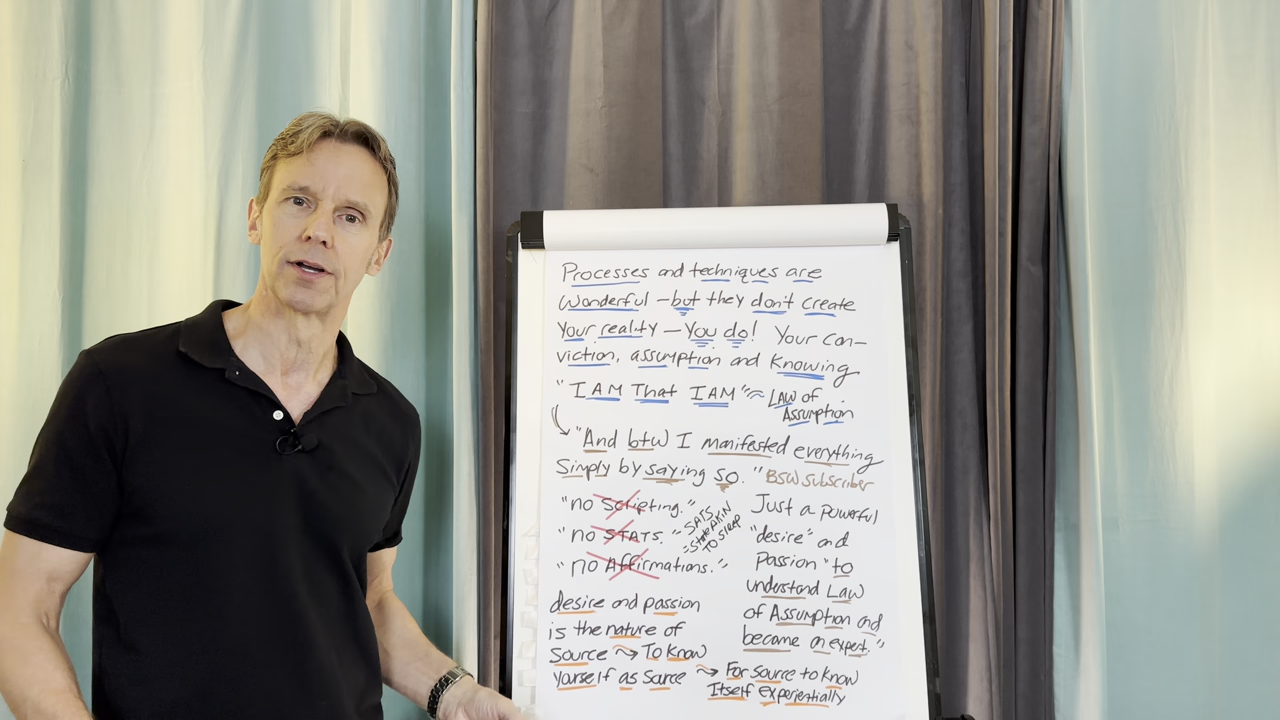 Processes and techniques are
wonderful – but they don't create
your reality – You do! Your con-
viction, assumption and Knowing
"I AM That I AM" ≈ LAW of
Assumption
"And btw I manifested everything
Simply by saying so." BSW subscriber
"no Scripting."
"no STATS." SATS
= State AKIN
TO Sleep
"no Affirmations."
desire and passion
is the nature of
Source ~> To Know
Yourself as Source ~> For Source to know
Itself experientially
Just a powerful
"desire" and
Passion "to
understand Law
of Assumption and
became an expert."